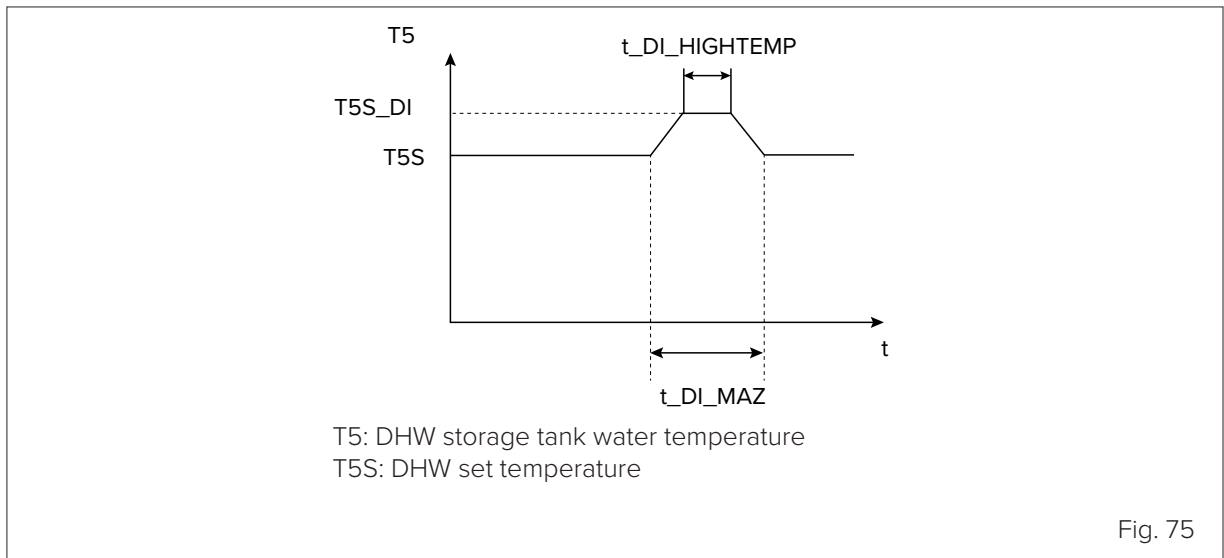 T5
t_DI_HIGHTEMP
T5S_DI
T5S
t
t_DI_MAZ
T5: DHW storage tank water temperature
T5S: DHW set temperature
Fig. 75